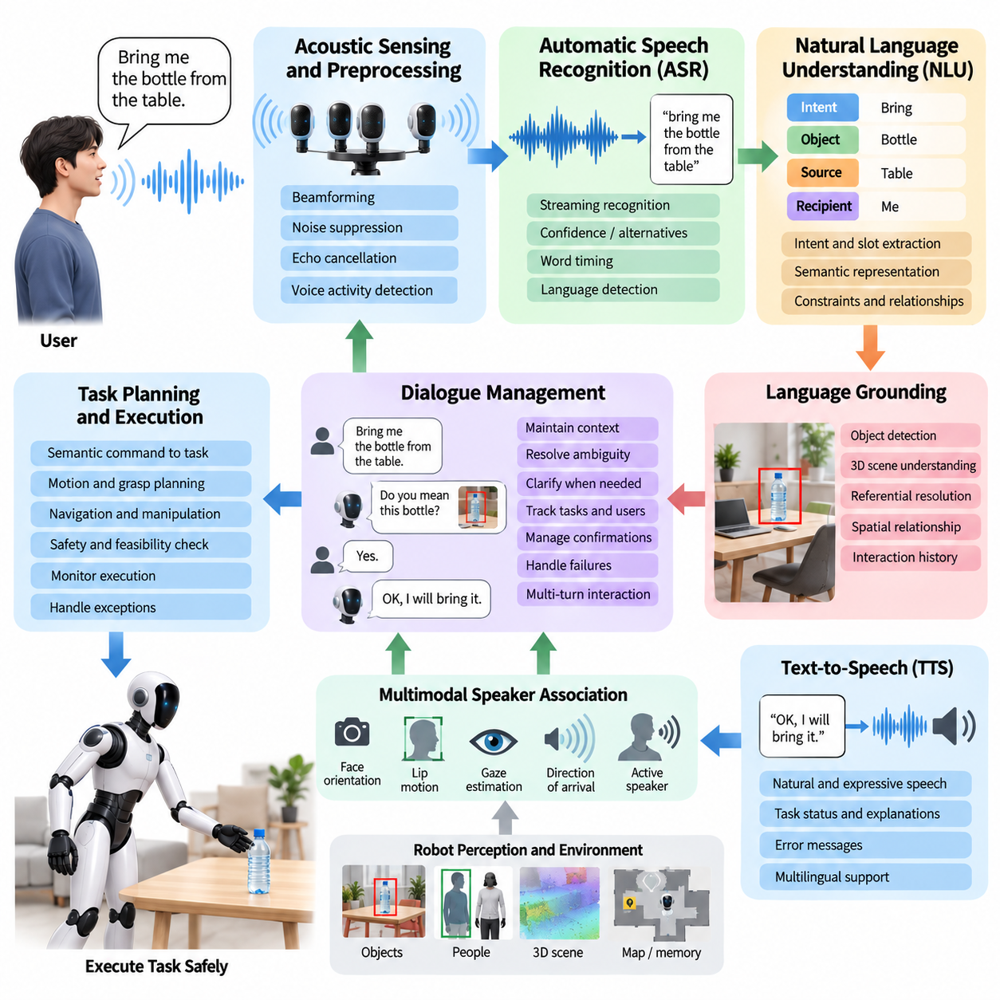 Bring me
the bottle from
the table.
User
Acoustic Sensing
and Preprocessing
Beamforming
Noise suppression
Echo cancellation
Voice activity detection
Automatic Speech
Recognition (ASR)
“bring me
the bottle
from the
table”
Streaming recognition
Confidence / alternatives
Word timing
Language detection
Natural Language
Understanding (NLU)
Intent Bring
Object Bottle
Source Table
Recipient Me
Intent and slot extraction
Semantic representation
Constraints and relationships
Task Planning
and Execution
Semantic command to task
Motion and grasp planning
Navigation and manipulation
Safety and feasibility check
Monitor execution
Handle exceptions
Dialogue Management
Bring me
the bottle from
the table.
Do you mean
this bottle?
Yes.
OK, I will bring it.
Maintain context
Resolve ambiguity
Clarify when needed
Track tasks and users
Manage confirmations
Handle failures
Multi-turn interaction
Language Grounding
Object detection
3D scene understanding
Referential resolution
Spatial relationship
Interaction history
Multimodal Speaker Association
Face
orientation
Lip
motion
Gaze
estimation
Direction
of arrival
Active
speaker
Text-to-Speech (TTS)
“OK, I will
bring it.”
Natural and expressive speech
Task status and explanations
Error messages
Multilingual support
Robot Perception and Environment
Objects
People
3D scene
Map / memory
Execute Task Safely